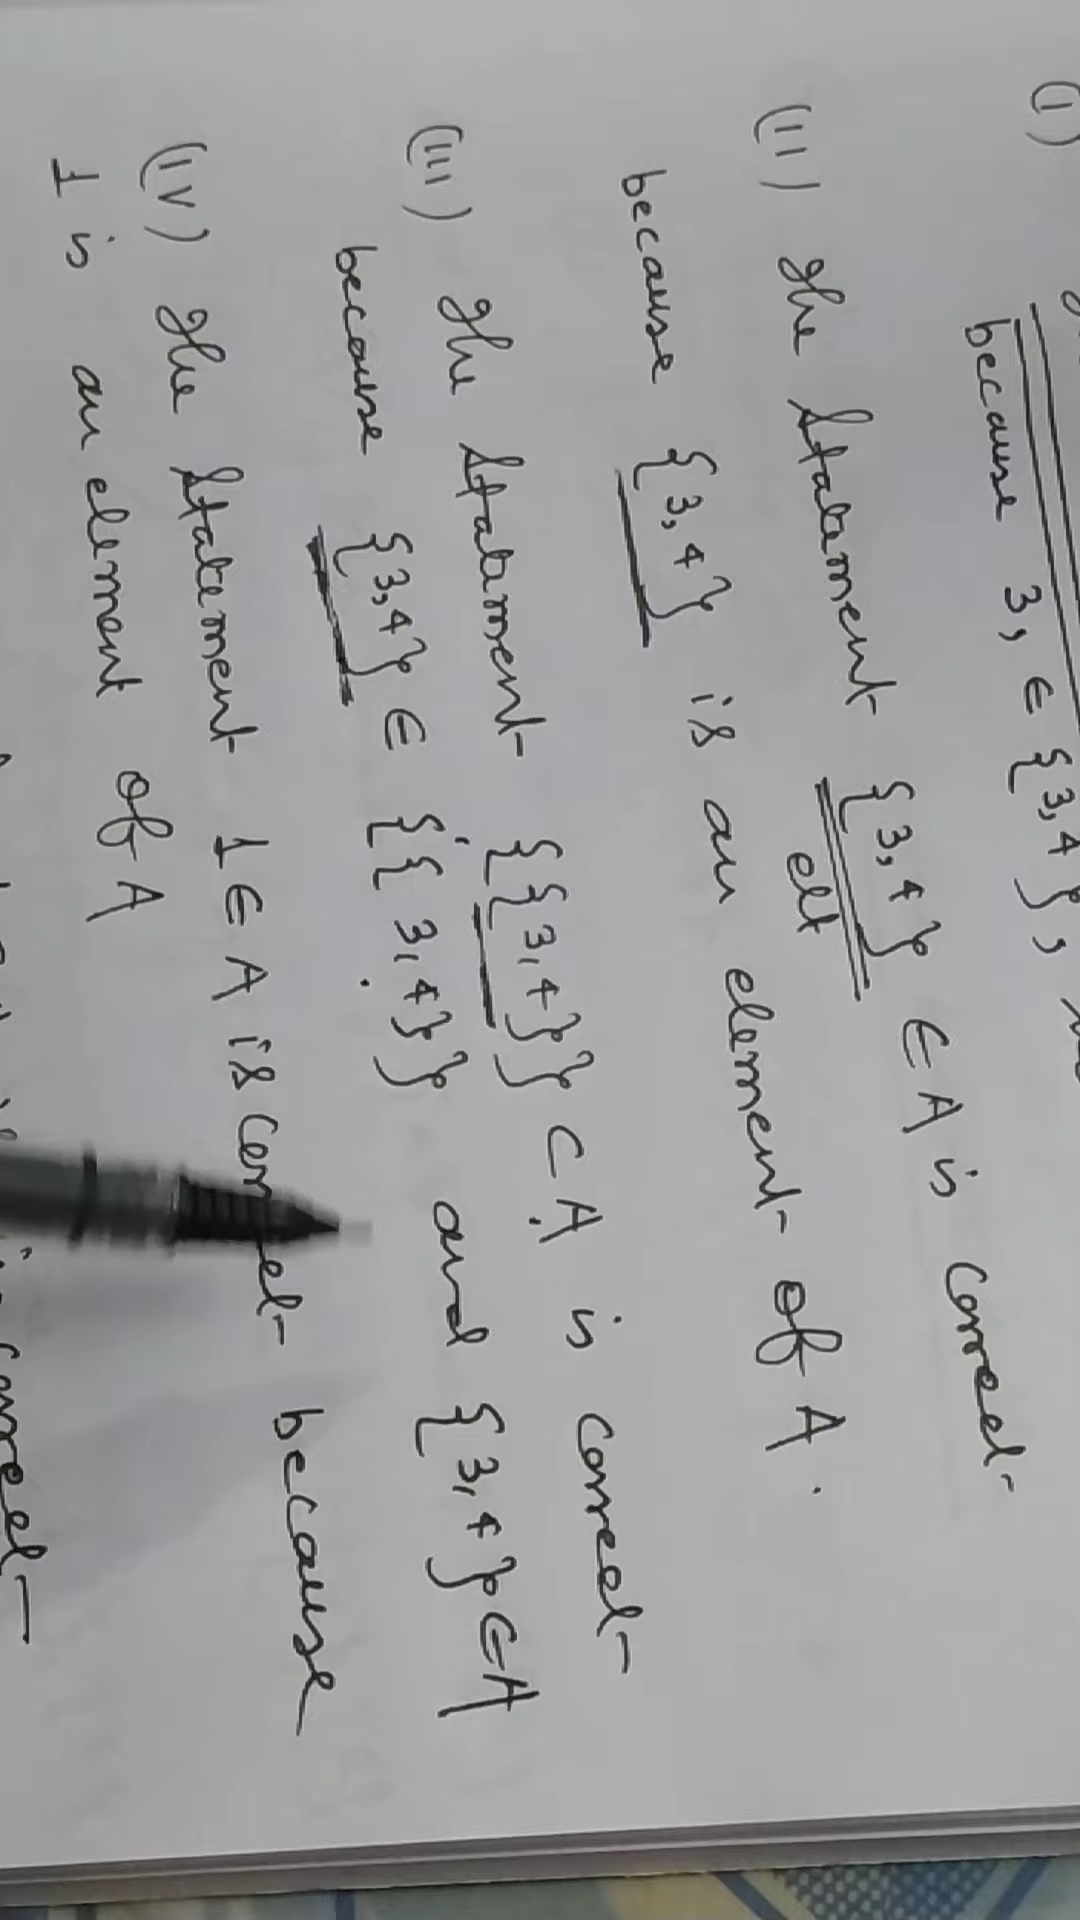 (I)
because 3, ∈ {3,4},
(II) The statement {3,4} ∈ A is correct
elt
because {3,4} is an element of A.
(III) The statement {{3,4}} ⊂ A is correct
because {3,4} ∈ {{3,4}} and {3,4} ∈ A
(IV) The statement 1 ∈ A is correct because
1 is an element of A
correct